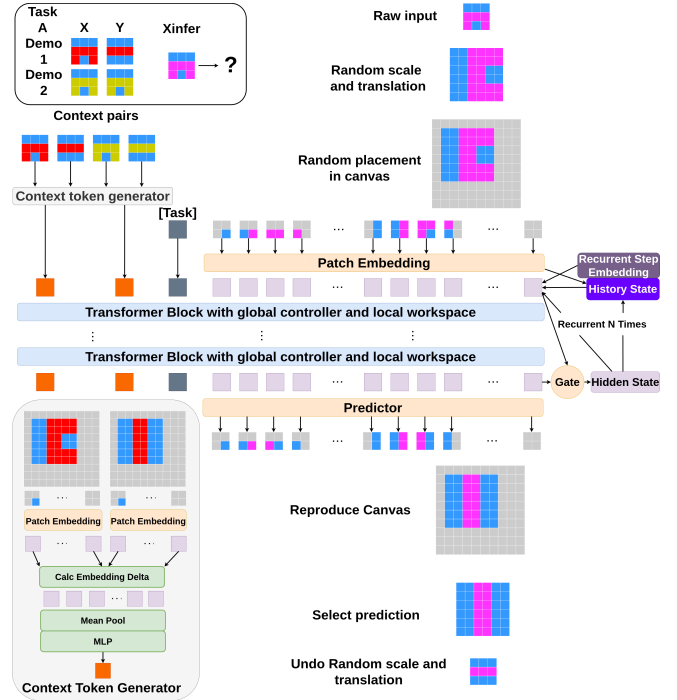 Task
A X Y Xinfer
Demo
1
?
Demo
2
Context pairs
Context token generator
[Task]
Raw input
Random scale
and translation
Random placement
in canvas
...
...
Patch Embedding
Recurrent Step
Embedding
History State
...
...
Transformer Block with global controller and local workspace
Recurrent N Times
...
...
...
Transformer Block with global controller and local workspace
...
...
Gate
Hidden State
Predictor
...
...
Reproduce Canvas
Select prediction
Undo Random scale and
translation
...
...
Patch Embedding Patch Embedding
...
...
Calc Embedding Delta
...
Mean Pool
MLP
Context Token Generator